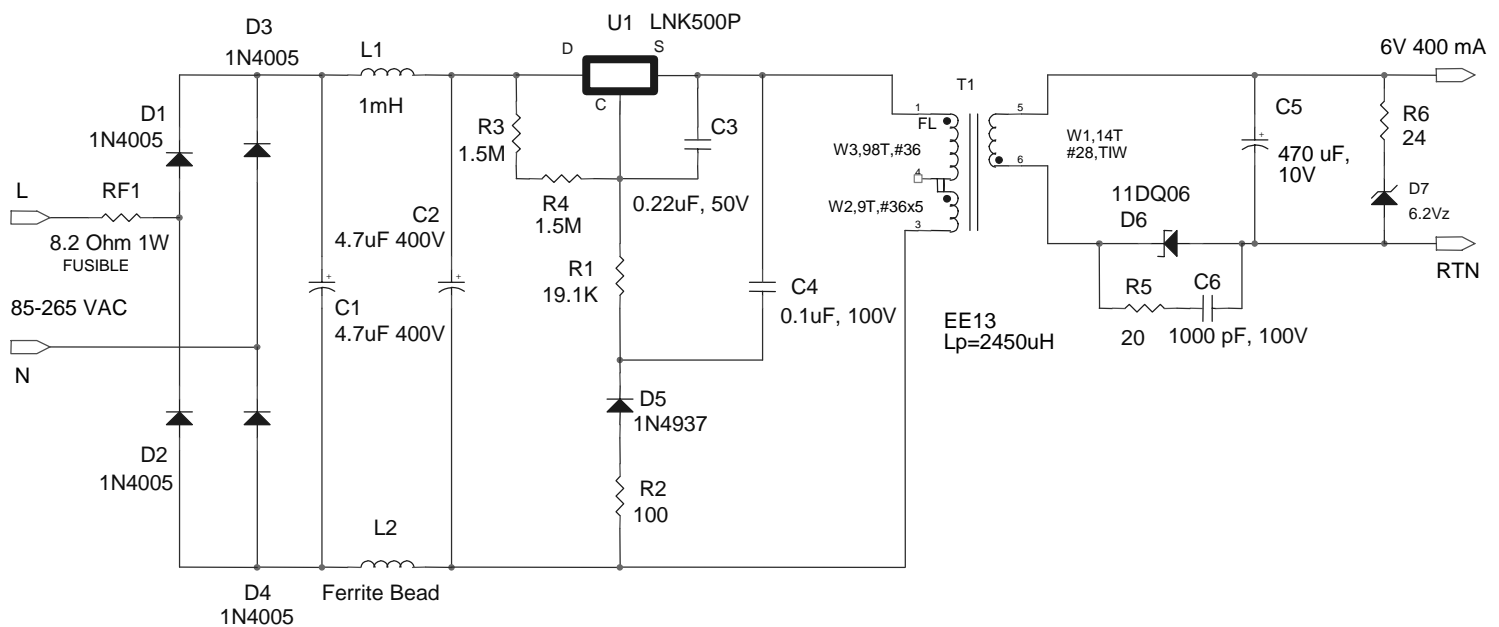 D3
1N4005
L1
1mH
U1 LNK500P
D
S
C
6V 400 mA
D1
1N4005
R3
1.5M
C3
1
FL
T1
5
C5
R6
24
W3,98T,#36
W1,14T
#28,TIW
470 uF,
10V
L
RF1
8.2 Ohm 1W
FUSIBLE
C2
4.7uF 400V
R4
1.5M
0.22uF, 50V
4
6
W2,9T,#36x5
3
11DQ06
D6
D7
6.2Vz
RTN
85-265 VAC
C1
4.7uF 400V
R1
19.1K
C4
0.1uF, 100V
R5
C6
20
1000 pF, 100V
EE13
Lp=2450uH
N
D5
1N4937
D2
1N4005
R2
100
L2
Ferrite Bead
D4
1N4005
+
+
+